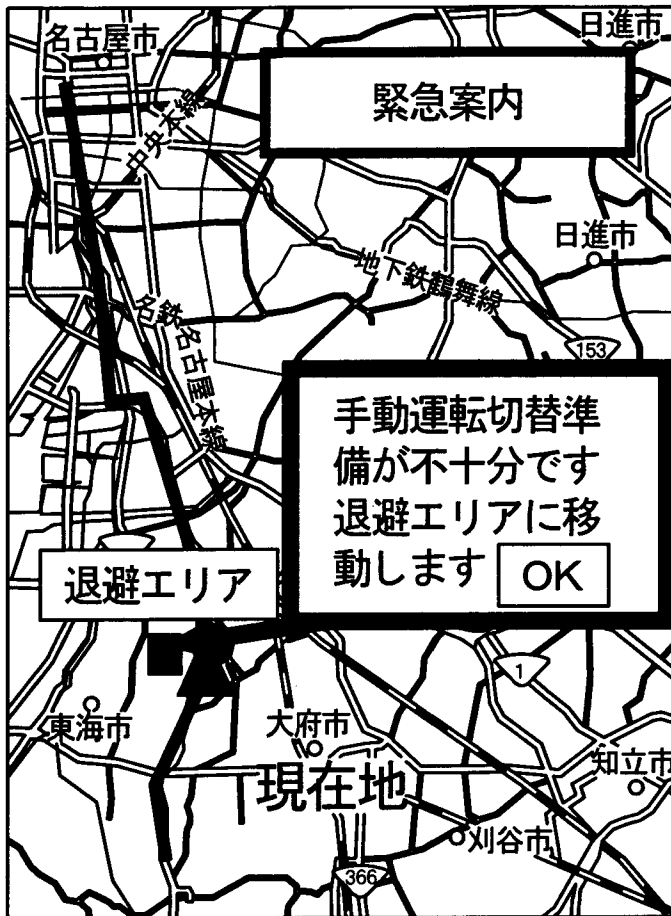 名古屋市
日進市
緊急案内
中央本線
日進市
地下鉄鶴舞線
名鉄名古屋本線
153
手動運転切替準
備が不十分です
退避エリアに移
動します
OK
退避エリア
1
東海市
大府市
知立市
現在地
刈谷市
366